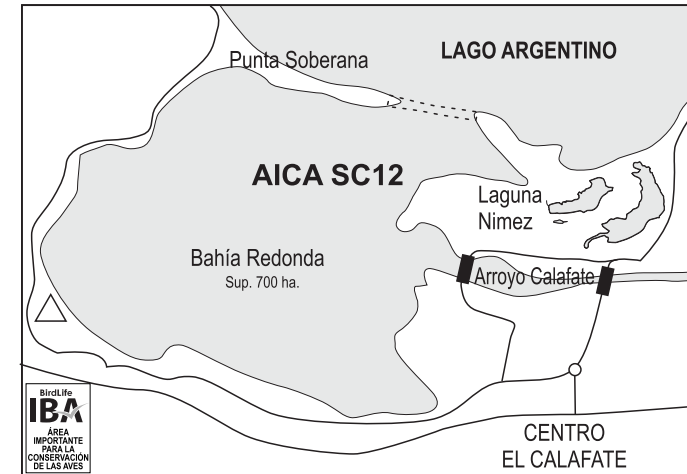 Punta Soberana
LAGO ARGENTINO
AICA SC12
Laguna
Nimez
Bahía Redonda
Sup. 700 ha.
Arroyo Calafate
BirdLife
IBA
ÁREA
IMPORTANTE
PARA LA
CONSERVACIÓN
DE LAS AVES
CENTRO
EL CALAFATE